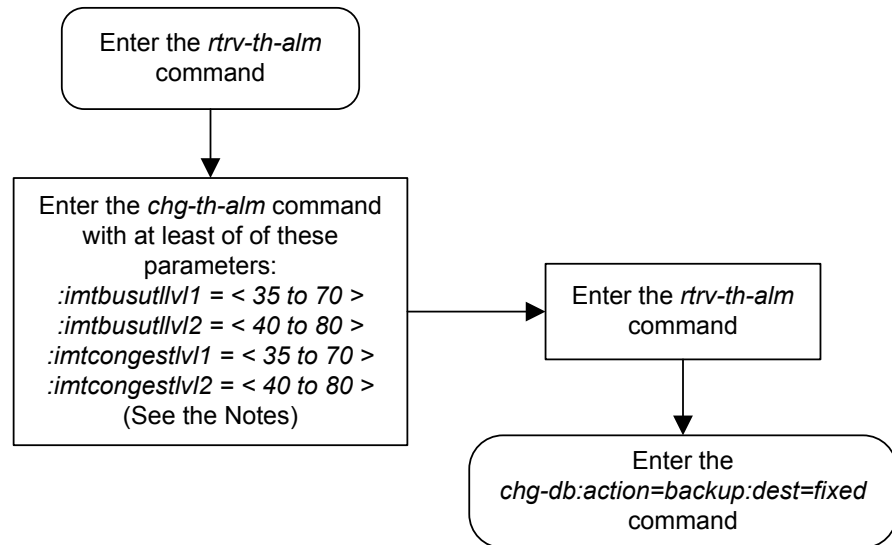 Enter the rtrv-th-alm
command
Enter the chg-th-alm command
with at least of of these
parameters:
:imtbusutllvl1 = < 35 to 70 >
:imtbusutllvl2 = < 40 to 80 >
:imtcongestlvl1 = < 35 to 70 >
:imtcongestlvl2 = < 40 to 80 >
(See the Notes)
Enter the rtrv-th-alm
command
Enter the
chg-db:action=backup:dest=fixed
command